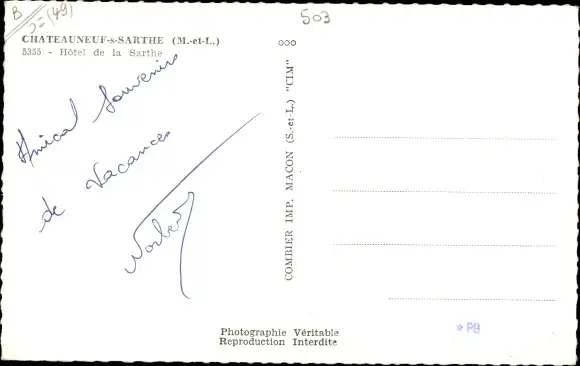 B
J=(49)
503
CHATEAUNEUF-s-SARTHE (M.-et-L.)
5355 - Hôtel de la Sarthe
Amical Souvenir
de Vacances
Norbert
COMBIER IMP. MACON (S.-et-L.) "CIM"
Photographie Véritable
Reproduction Interdite
* PB